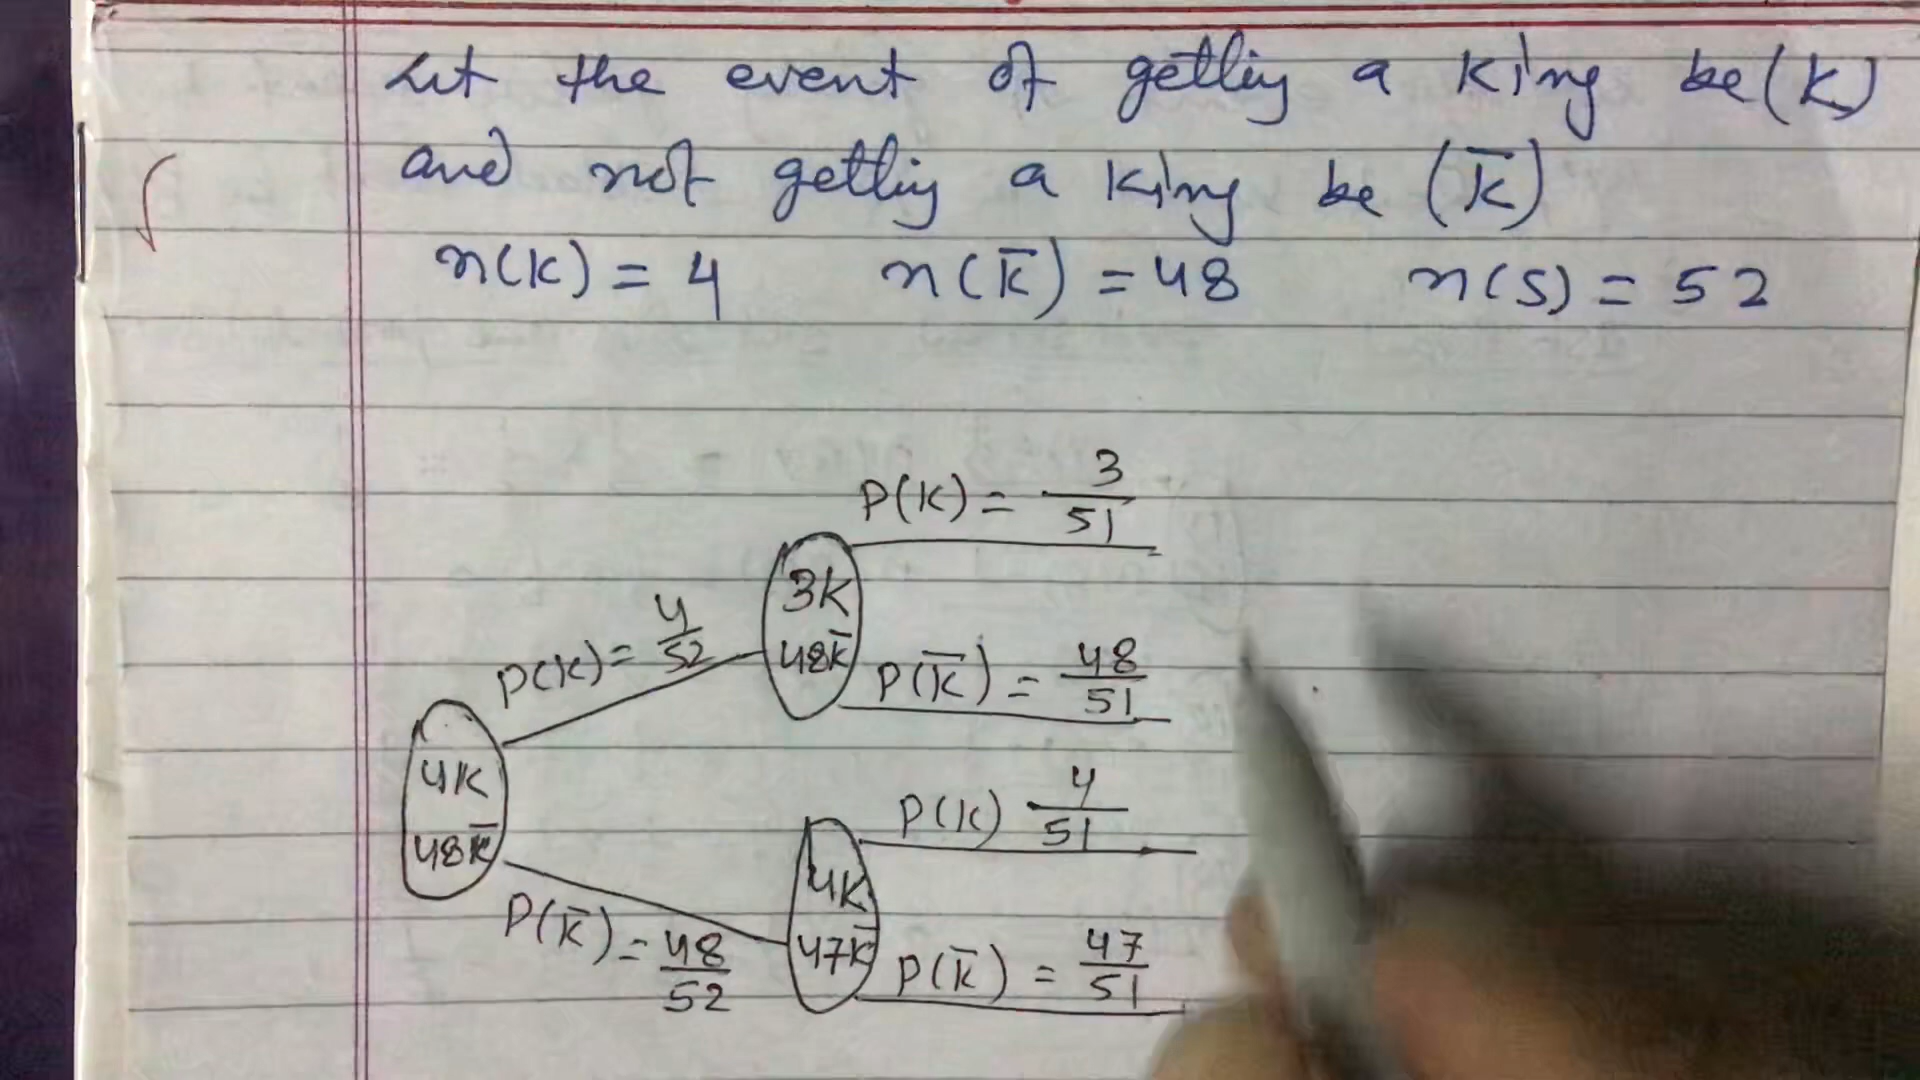 Let the event of getting a King be (K)
and not getting a King be (K̅)
n(K) = 4 n(K̅) = 48 n(S) = 52
P(K) = 3/51
3K
48K̅
P(K) = 4/52
P(K̅) = 48/51
4K
48K̅
P(K) 4/51
4K
47K̅
P(K̅) = 48/52
P(K̅) = 47/51